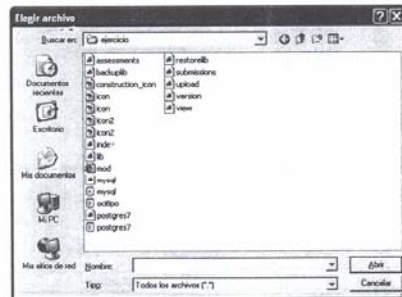 Elegir archivo
Buscar en: ejercicio
Documentos recientes
Escritorio
Mis documentos
Mi PC
Mis sitios de red
assessments
backuplib
construction_icon
icon
icon
icon2
icon2
index
lib
mod
mysql
mysql
postgres7
postgres7
restorelib
submissions
upload
version
view
Nombre:
Abrir
Tipo: Todos los archivos (*.*)
Cancelar